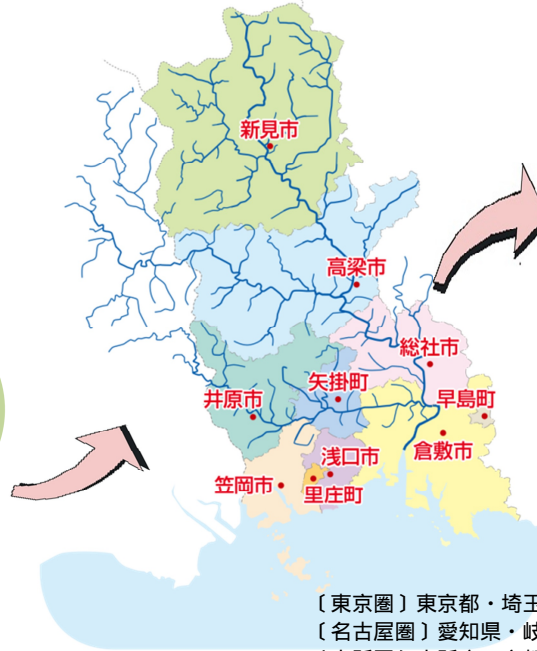 新見市
高梁市
総社市
矢掛町
早島町
井原市
倉敷市
浅口市
笠岡市
里庄町
〔東京圏〕東京都・埼玉
〔名古屋圏〕愛知県・岐